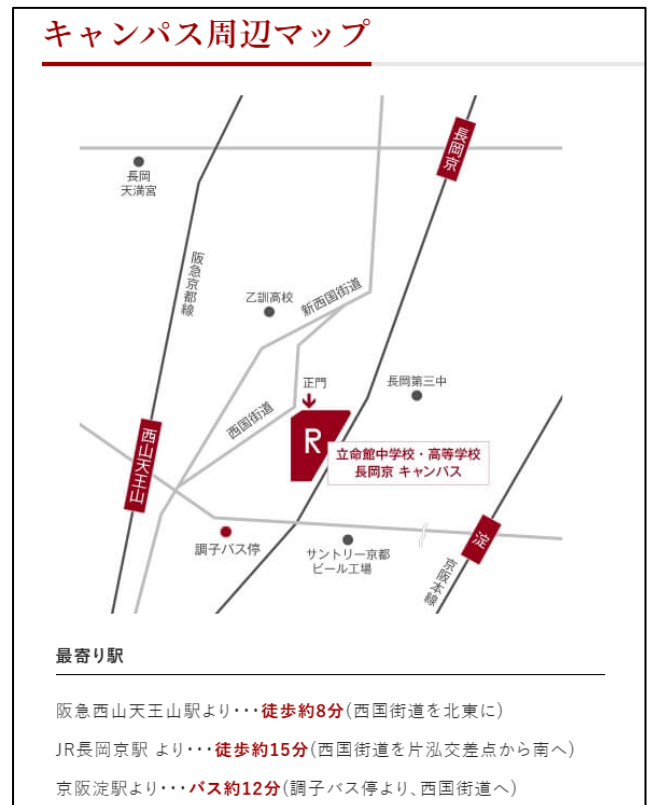 キャンパス周辺マップ
長岡京
長岡
天満宮
阪急京都線
乙訓高校
新西国街道
正門
長岡第三中
西国街道
R
立命館中学校・高等学校
長岡京 キャンパス
西山天王山
調子バス停
サントリー京都
ビール工場
淀
京阪本線
最寄り駅
阪急西山天王山駅より・・・徒歩約8分(西国街道を北東に)
JR長岡京駅 より・・・徒歩約15分(西国街道を片泓交差点から南へ)
京阪淀駅より・・・バス約12分(調子バス停より、西国街道へ)